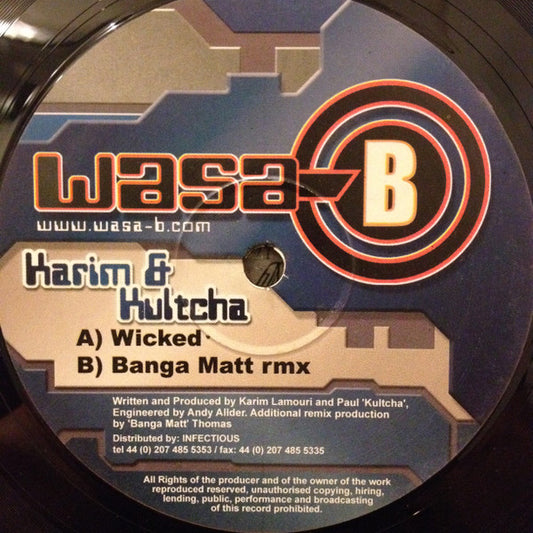 wasa-B
www.wasa-b.com
Karim &
Kultcha
A) Wicked
B) Banga Matt rmx
Written and Produced by Karim Lamouri and Paul 'Kultcha',
Engineered by Andy Allder. Additional remix production
by 'Banga Matt' Thomas
Distributed by: INFECTIOUS
tel 44 (0) 207 485 5353 / fax: 44 (0) 207 485 5335
All Rights of the producer and of the owner of the work
reproduced reserved, unauthorised copying, hiring,
lending, public, performance and broadcasting
of this record prohibited.